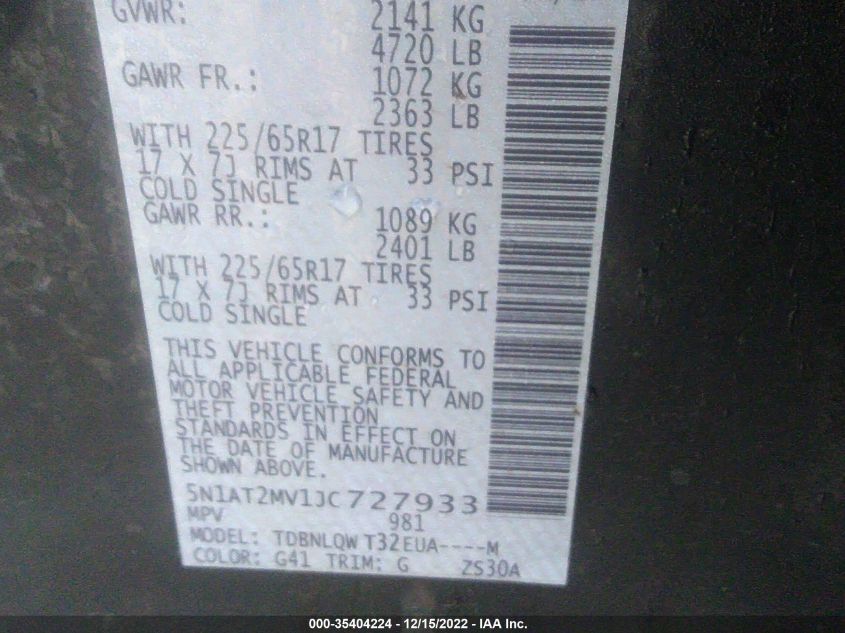 GVWR: 2141 KG
4720 LB
GAWR FR.: 1072 KG
2363 LB
WITH 225/65R17 TIRES
17 X 7J RIMS AT 33 PSI
COLD SINGLE
GAWR RR.: 1089 KG
2401 LB
WITH 225/65R17 TIRES
17 X 7J RIMS AT 33 PSI
COLD SINGLE
THIS VEHICLE CONFORMS TO
ALL APPLICABLE FEDERAL
MOTOR VEHICLE SAFETY AND
THEFT PREVENTION
STANDARDS IN EFFECT ON
THE DATE OF MANUFACTURE
SHOWN ABOVE.
5N1AT2MV1JC727933
MPV 981
MODEL: TDBNLQW T32EUA----M
COLOR: G41 TRIM: G ZS30A
000-35404224 - 12/15/2022 - IAA Inc.